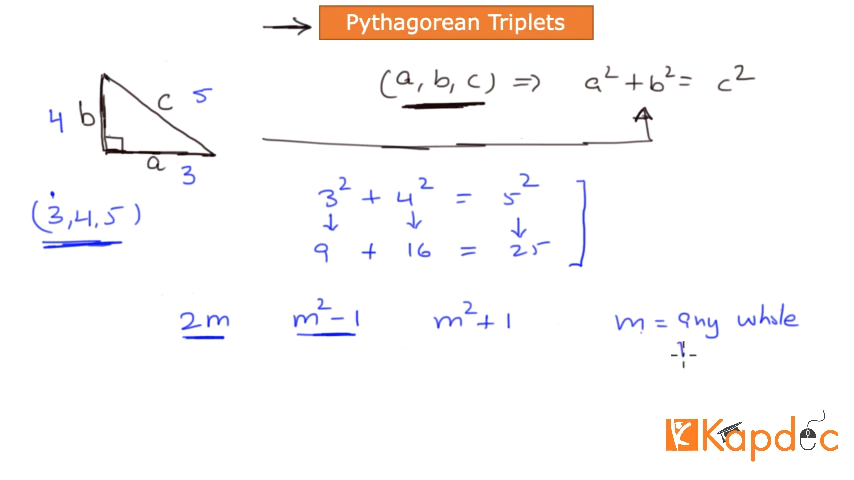 → Pythagorean Triplets
(a, b, c) ⇒ a² + b² = c²
4 b c 5
a 3
(3,4,5)
3² + 4² = 5²
↓ ↓ ↓
9 + 16 = 25
2m m² - 1 m² + 1 m = any whole
Kapdec